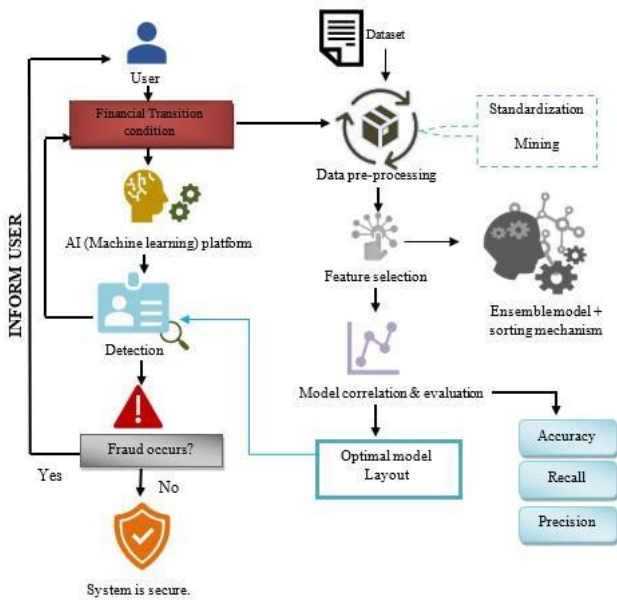 Dataset
User
Financial Transition
condition
Standardization
Mining
Data pre-processing
AI (Machine learning) platform
Feature selection
Ensemble model +
sorting mechanism
INFORM USER
Detection
Model correlation & evaluation
Fraud occurs?
Yes
No
Optimal model
Layout
Accuracy
Recall
Precision
System is secure.